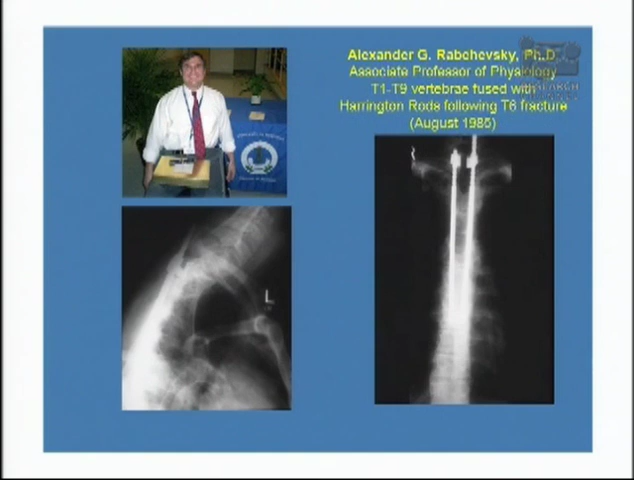 Alexander G. Rabchevsky, Ph.D.
Associate Professor of Physiology
T1-T9 vertebrae fused with
Harrington Rods following T6 fracture
(August 1985)
L